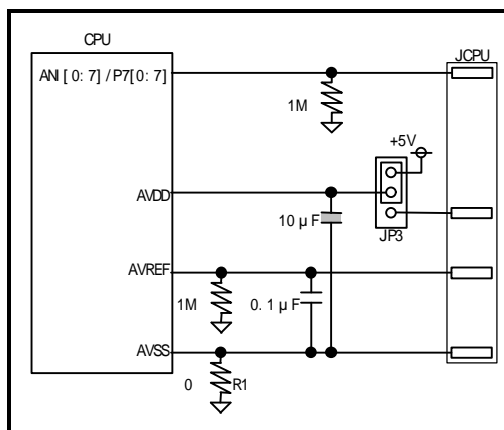 CPU
JCPU
ANI [ 0: 7] / P7[0: 7]
1M
+5V
AVDD
10 µ F
JP3
AVREF
1M
0. 1 µ F
AVSS
0
R1